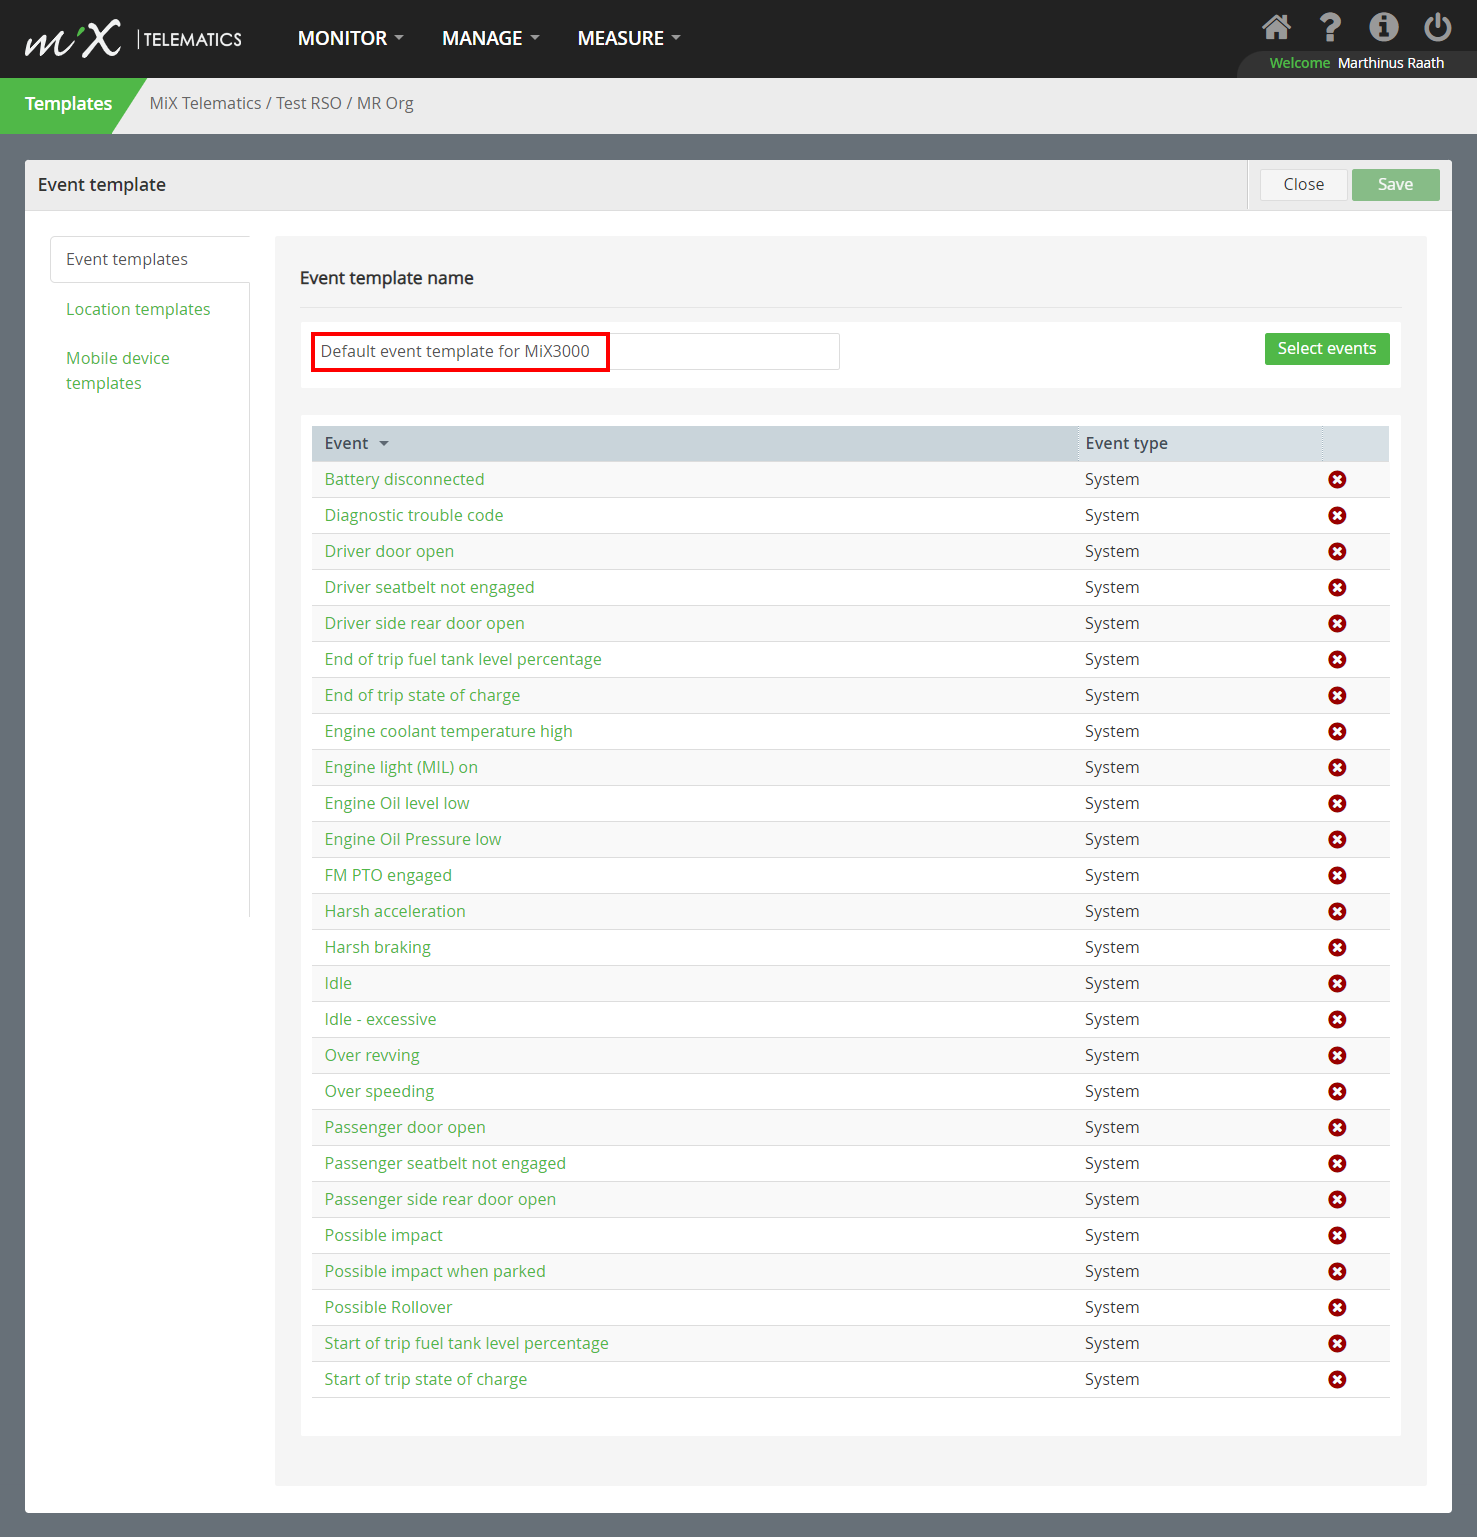 miX | TELEMATICS MONITOR MANAGE MEASURE
Welcome Marthinus Raath
Templates MiX Telematics / Test RSO / MR Org
Event template Close Save
Event templates
Location templates
Mobile device
templates
Event template name
Default event template for MiX3000 Select events
Event Event type
Battery disconnected System
Diagnostic trouble code System
Driver door open System
Driver seatbelt not engaged System
Driver side rear door open System
End of trip fuel tank level percentage System
End of trip state of charge System
Engine coolant temperature high System
Engine light (MIL) on System
Engine Oil level low System
Engine Oil Pressure low System
FM PTO engaged System
Harsh acceleration System
Harsh braking System
Idle System
Idle - excessive System
Over revving System
Over speeding System
Passenger door open System
Passenger seatbelt not engaged System
Passenger side rear door open System
Possible impact System
Possible impact when parked System
Possible Rollover System
Start of trip fuel tank level percentage System
Start of trip state of charge System